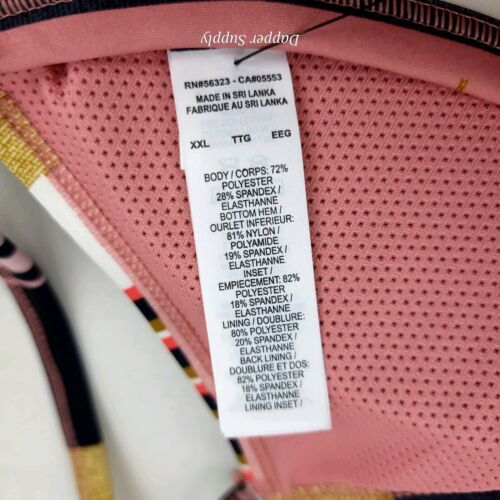 Dapper Supply
RN#56323 - CA#05553
MADE IN SRI LANKA
FABRIQUE AU SRI LANKA
XXL TTG EEG
BODY / CORPS: 72%
POLYESTER
28% SPANDEX /
ELASTHANNE
BOTTOM HEM /
OURLET INFERIEUR:
81% NYLON /
POLYAMIDE
19% SPANDEX /
ELASTHANNE
INSET /
EMPIECEMENT: 82%
POLYESTER
18% SPANDEX /
ELASTHANNE
LINING / DOUBLURE:
80% POLYESTER
20% SPANDEX /
ELASTHANNE
BACK LINING /
DOUBLURE ET DOS:
82% POLYESTER
18% SPANDEX /
ELASTHANNE
LINING INSET /